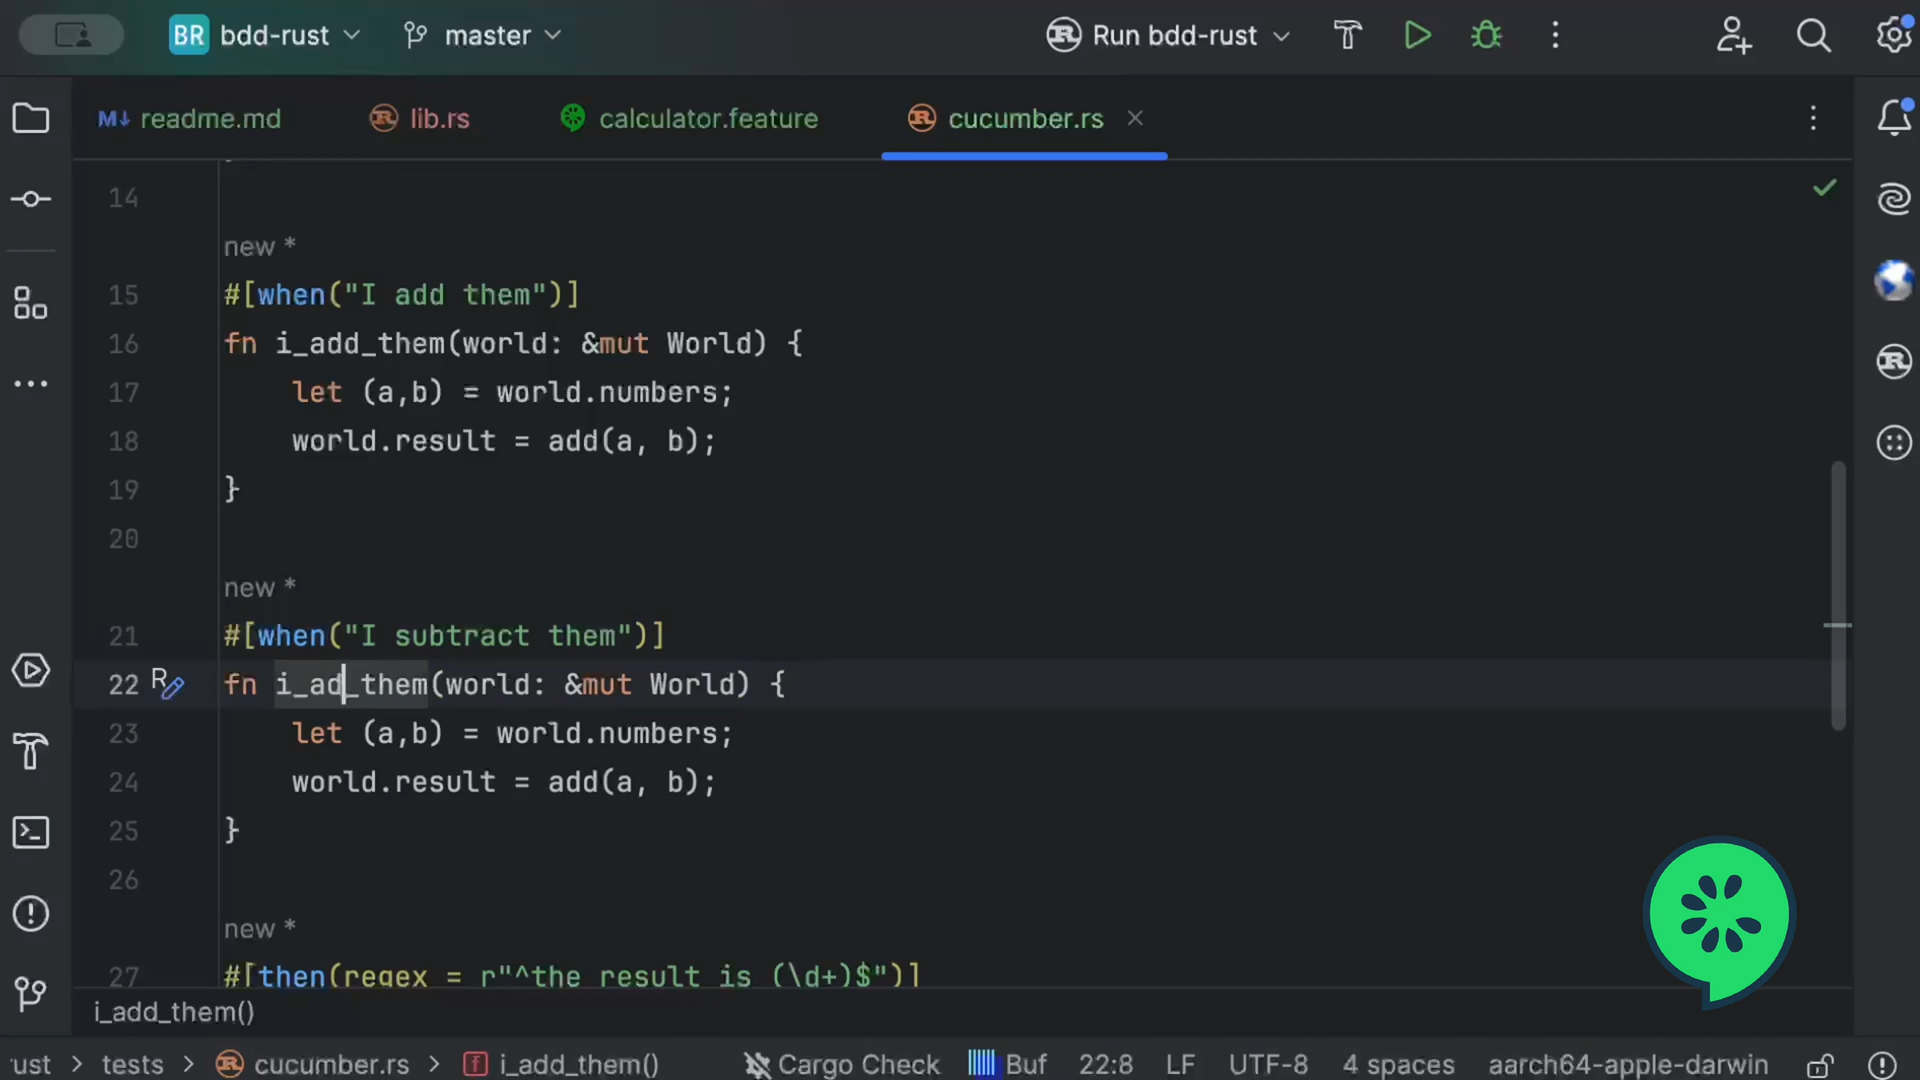 BR bdd-rust master Run bdd-rust
M↓ readme.md lib.rs calculator.feature cucumber.rs
14
new *
15 #[when("I add them")]
16 fn i_add_them(world: &mut World) {
17 let (a,b) = world.numbers;
18 world.result = add(a, b);
19 }
20
new *
21 #[when("I subtract them")]
22 fn i_ad_them(world: &mut World) {
23 let (a,b) = world.numbers;
24 world.result = add(a, b);
25 }
26
new *
27 #[then(regex = r"^the result is (\d+)$")]
i_add_them()
ust > tests > cucumber.rs > i_add_them() Cargo Check Buf 22:8 LF UTF-8 4 spaces aarch64-apple-darwin